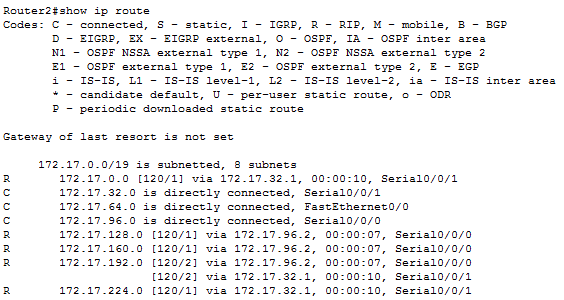 Router2#show ip route
Codes: C - connected, S - static, I - IGRP, R - RIP, M - mobile, B - BGP
       D - EIGRP, EX - EIGRP external, O - OSPF, IA - OSPF inter area
       N1 - OSPF NSSA external type 1, N2 - OSPF NSSA external type 2
       E1 - OSPF external type 1, E2 - OSPF external type 2, E - EGP
       i - IS-IS, L1 - IS-IS level-1, L2 - IS-IS level-2, ia - IS-IS inter area
       * - candidate default, U - per-user static route, o - ODR
       P - periodic downloaded static route
Gateway of last resort is not set
     172.17.0.0/19 is subnetted, 8 subnets
R       172.17.0.0 [120/1] via 172.17.32.1, 00:00:10, Serial0/0/1
C       172.17.32.0 is directly connected, Serial0/0/1
C       172.17.64.0 is directly connected, FastEthernet0/0
C       172.17.96.0 is directly connected, Serial0/0/0
R       172.17.128.0 [120/1] via 172.17.96.2, 00:00:07, Serial0/0/0
R       172.17.160.0 [120/1] via 172.17.96.2, 00:00:07, Serial0/0/0
R       172.17.192.0 [120/2] via 172.17.96.2, 00:00:07, Serial0/0/0
                     [120/2] via 172.17.32.1, 00:00:10, Serial0/0/1
R       172.17.224.0 [120/1] via 172.17.32.1, 00:00:10, Serial0/0/1